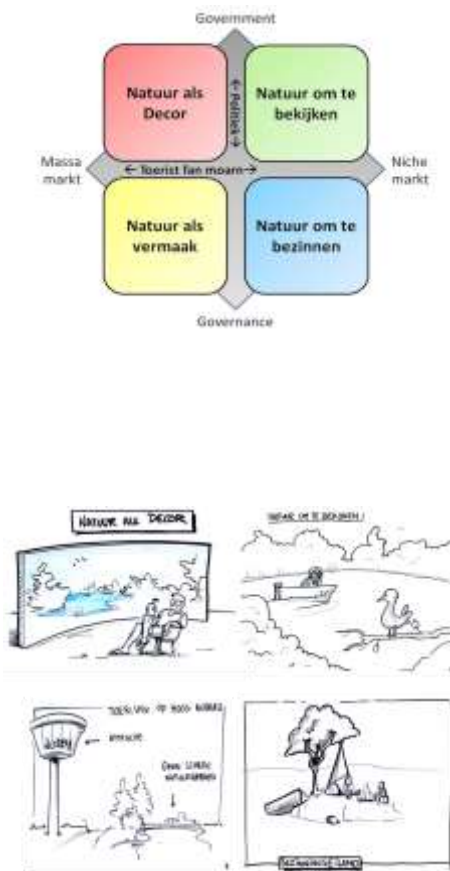 Government
Natuur als
Decor
Natuur om te
bekijken
← Politiek →
Massa
markt
← Toerist fan moarn →
Niche
markt
Natuur als
vermaak
Natuur om te
bezinnen
Governance
NATUUR ALS DECOR
NATUUR OM TE BEKIJKEN!
OP